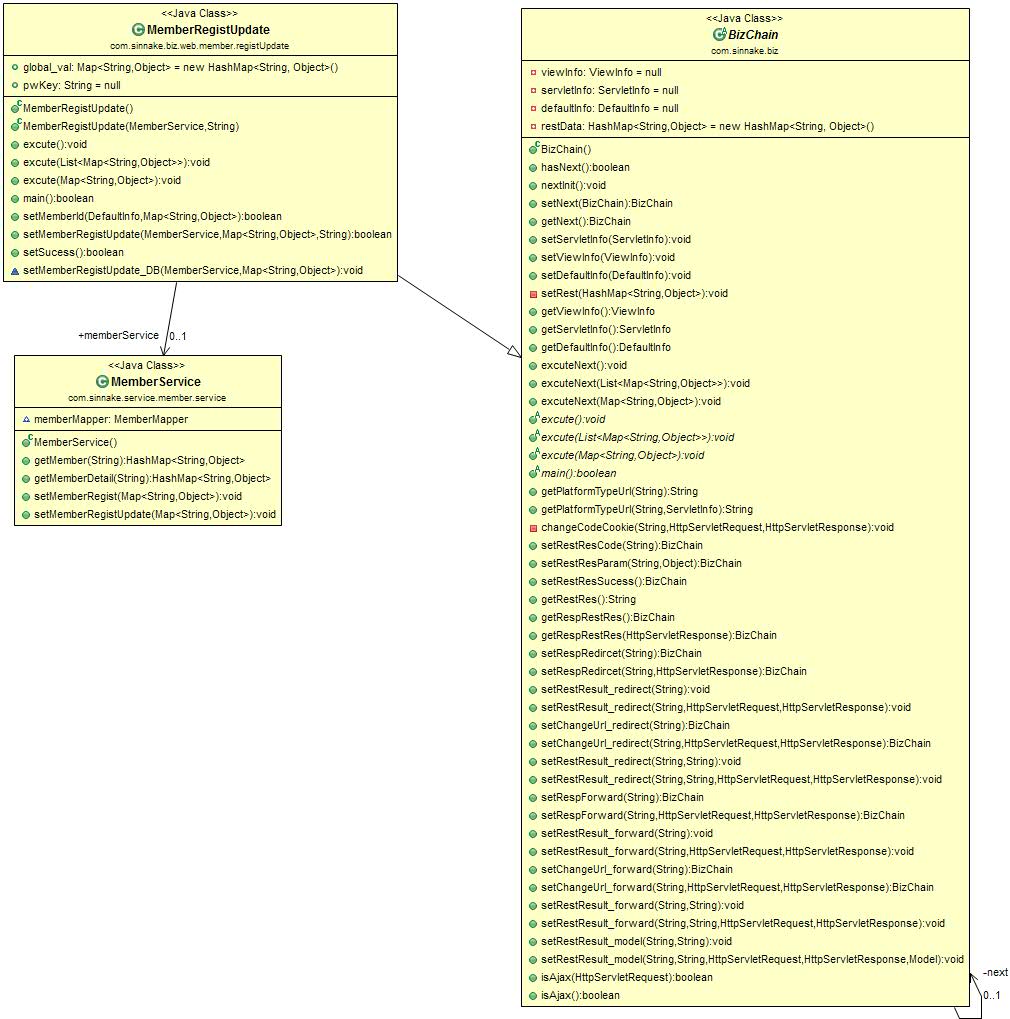 <<Java Class>>
MemberRegistUpdate
com.sinnake.biz.web.member.registUpdate
global_val: Map<String,Object> = new HashMap<String, Object>()
pwKey: String = null
MemberRegistUpdate()
MemberRegistUpdate(MemberService,String)
excute():void
excute(List<Map<String,Object>>):void
excute(Map<String,Object>):void
main():boolean
setMemberId(DefaultInfo,Map<String,Object>):boolean
setMemberRegistUpdate(MemberService,Map<String,Object>,String):boolean
setSucess():boolean
setMemberRegistUpdate_DB(MemberService,Map<String,Object>):void
+memberService
0..1
<<Java Class>>
MemberService
com.sinnake.service.member.service
memberMapper: MemberMapper
MemberService()
getMember(String):HashMap<String,Object>
getMemberDetail(String):HashMap<String,Object>
setMemberRegist(Map<String,Object>):void
setMemberRegistUpdate(Map<String,Object>):void
<<Java Class>>
BizChain
com.sinnake.biz
viewInfo: ViewInfo = null
servletInfo: ServletInfo = null
defaultInfo: DefaultInfo = null
restData: HashMap<String,Object> = new HashMap<String, Object>()
BizChain()
hasNext():boolean
nextInit():void
setNext(BizChain):BizChain
getNext():BizChain
setServletInfo(ServletInfo):void
setViewInfo(ViewInfo):void
setDefaultInfo(DefaultInfo):void
setRest(HashMap<String,Object>):void
getViewInfo():ViewInfo
getServletInfo():ServletInfo
getDefaultInfo():DefaultInfo
excuteNext():void
excuteNext(List<Map<String,Object>>):void
excuteNext(Map<String,Object>):void
excute():void
excute(List<Map<String,Object>>):void
excute(Map<String,Object>):void
main():boolean
getPlatformTypeUrl(String):String
getPlatformTypeUrl(String,ServletInfo):String
changeCodeCookie(String,HttpServletRequest,HttpServletResponse):void
setRestResCode(String):BizChain
setRestResParam(String,Object):BizChain
setRestResSucess():BizChain
getRestRes():String
getRespRestRes():BizChain
getRespRestRes(HttpServletResponse):BizChain
setRespRedircet(String):BizChain
setRespRedircet(String,HttpServletResponse):BizChain
setRestResult_redirect(String):void
setRestResult_redirect(String,HttpServletRequest,HttpServletResponse):void
setChangeUrl_redirect(String):BizChain
setChangeUrl_redirect(String,HttpServletRequest,HttpServletResponse):BizChain
setRestResult_redirect(String,String):void
setRestResult_redirect(String,String,HttpServletRequest,HttpServletResponse):void
setRespForward(String):BizChain
setRespForward(String,HttpServletRequest,HttpServletResponse):BizChain
setRestResult_forward(String):void
setRestResult_forward(String,HttpServletRequest,HttpServletResponse):void
setChangeUrl_forward(String):BizChain
setChangeUrl_forward(String,HttpServletRequest,HttpServletResponse):BizChain
setRestResult_forward(String,String):void
setRestResult_forward(String,String,HttpServletRequest,HttpServletResponse):void
setRestResult_model(String,String):void
setRestResult_model(String,String,HttpServletRequest,HttpServletResponse,Model):void
isAjax(HttpServletRequest):boolean
isAjax():boolean
-next
0..1